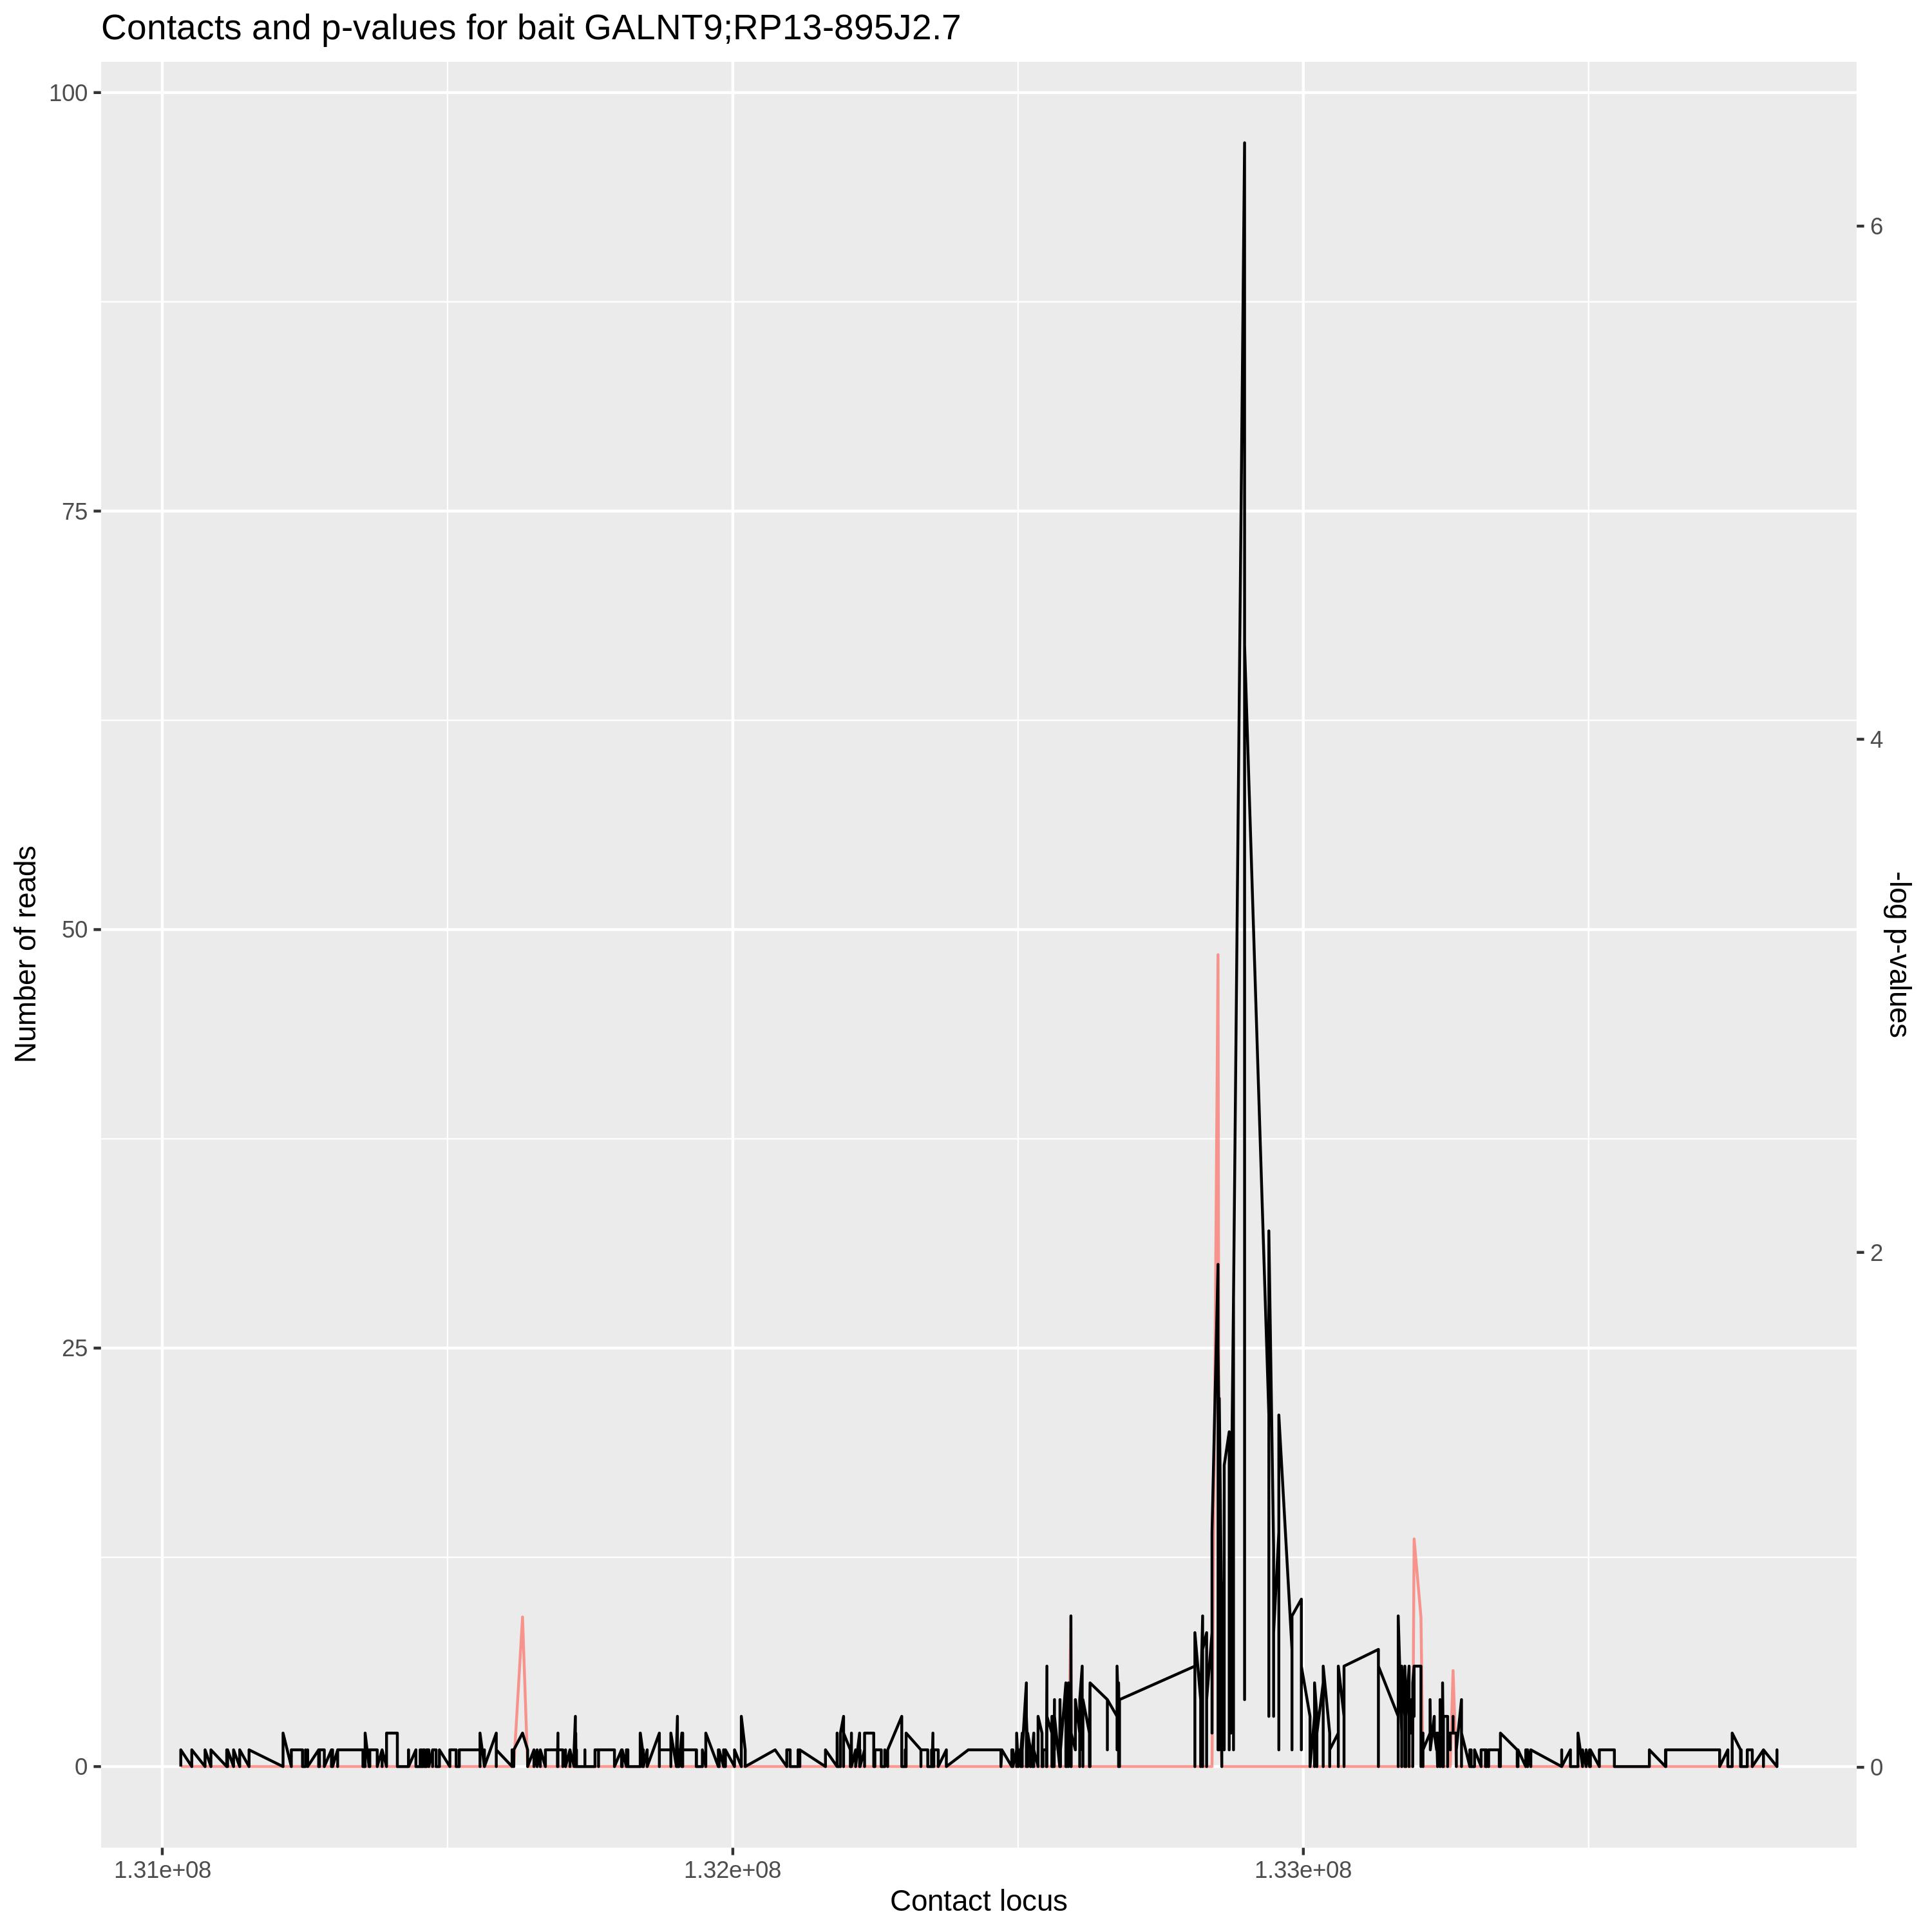 Contacts and p-values for bait GALNT9;RP13-895J2.7
100
75
50
25
0
Number of reads
6
4
2
0
-log p-values
1.31e+08
1.32e+08
1.33e+08
Contact locus